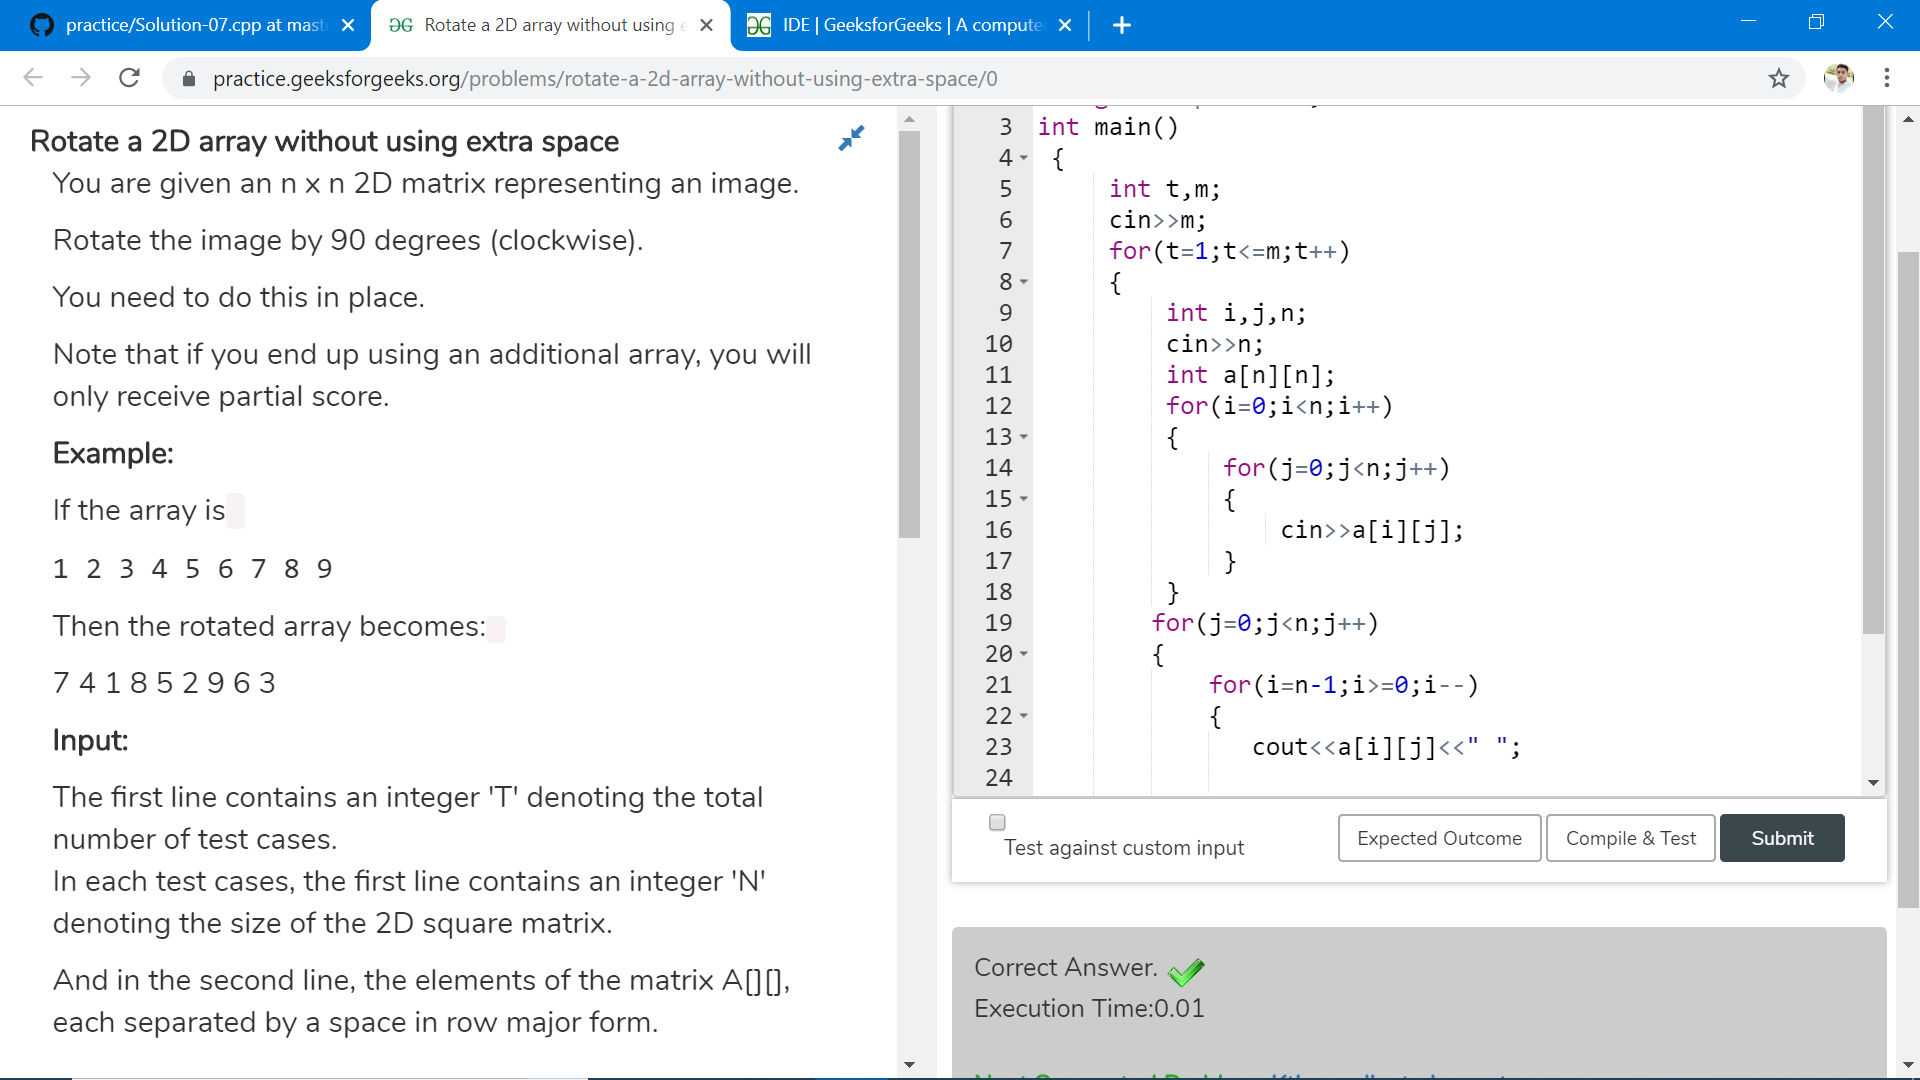 practice/Solution-07.cpp at mast
Rotate a 2D array without using e
IDE | GeeksforGeeks | A compute
practice.geeksforgeeks.org/problems/rotate-a-2d-array-without-using-extra-space/0
Rotate a 2D array without using extra space
You are given an n x n 2D matrix representing an image.
Rotate the image by 90 degrees (clockwise).
You need to do this in place.
Note that if you end up using an additional array, you will
only receive partial score.
Example:
If the array is
1 2 3 4 5 6 7 8 9
Then the rotated array becomes:
7 4 1 8 5 2 9 6 3
Input:
The first line contains an integer 'T' denoting the total
number of test cases.
In each test cases, the first line contains an integer 'N'
denoting the size of the 2D square matrix.
And in the second line, the elements of the matrix A[][],
each separated by a space in row major form.
3 int main()
4 {
5 int t,m;
6 cin>>m;
7 for(t=1;t<=m;t++)
8 {
9 int i,j,n;
10 cin>>n;
11 int a[n][n];
12 for(i=0;i<n;i++)
13 {
14 for(j=0;j<n;j++)
15 {
16 cin>>a[i][j];
17 }
18 }
19 for(j=0;j<n;j++)
20 {
21 for(i=n-1;i>=0;i--)
22 {
23 cout<<a[i][j]<<" ";
24
Test against custom input
Expected Outcome
Compile & Test
Submit
Correct Answer.
Execution Time:0.01